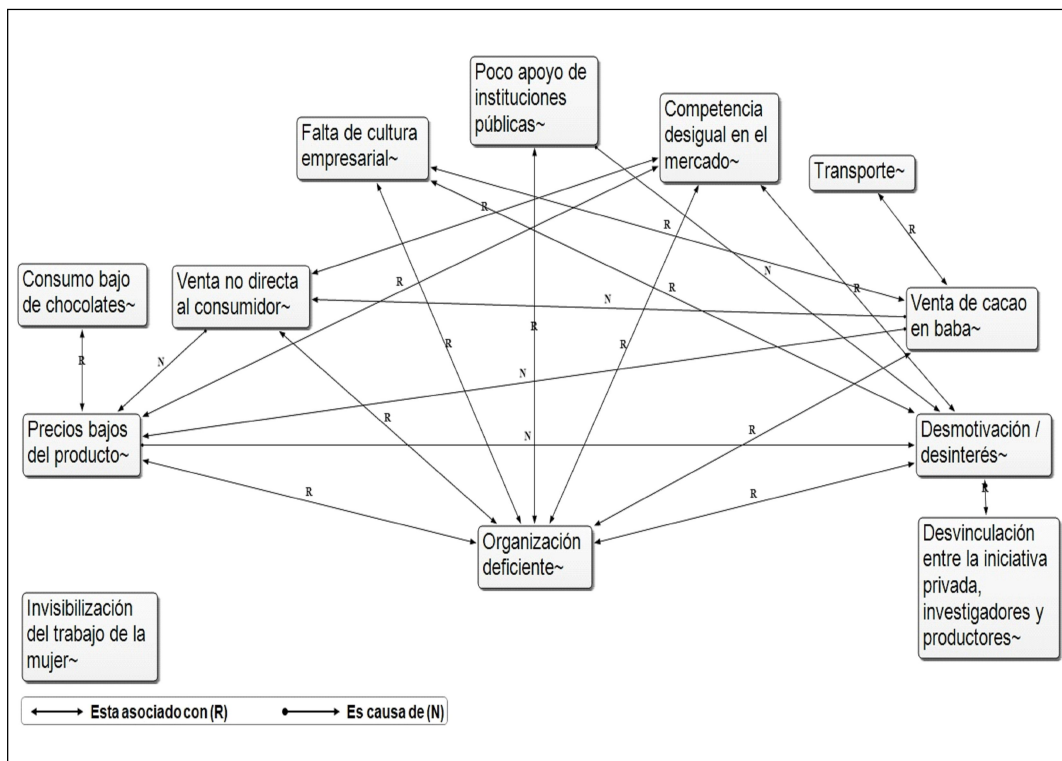 Poco apoyo de
instituciones
públicas~
Competencia
desigual en el
mercado~
Falta de cultura
empresarial~
Transporte~
R
R
R
Consumo bajo
de chocolates~
Venta no directa
al consumidor~
R
N
R
R
Venta de cacao
en baba~
N
R
R
R
R
N
N
Precios bajos
del producto~
Desmotivación /
desinterés~
R
R
N
R
R
R
Organización
deficiente~
Desvinculación
entre la iniciativa
privada,
investigadores y
productores~
Invisibilización
del trabajo de la
mujer~
Esta asociado con (R)
Es causa de (N)